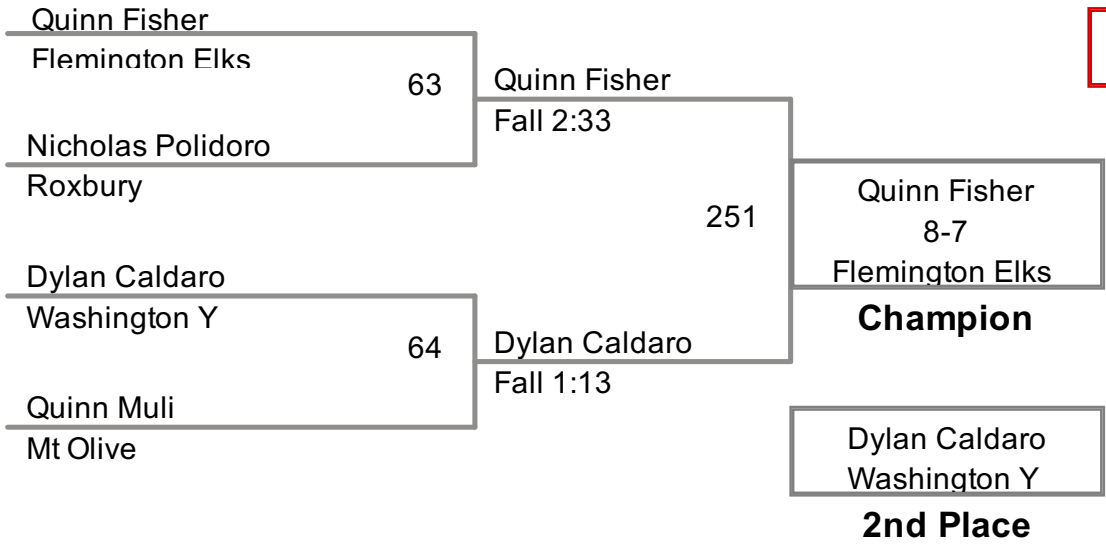 Quinn Fisher
Flemington Elks
63
Quinn Fisher
Fall 2:33
Nicholas Polidoro
Roxbury
251
Quinn Fisher
8-7
Flemington Elks
Champion
Dylan Caldaro
Washington Y
64
Dylan Caldaro
Fall 1:13
Quinn Muli
Mt Olive
Dylan Caldaro
Washington Y
2nd Place